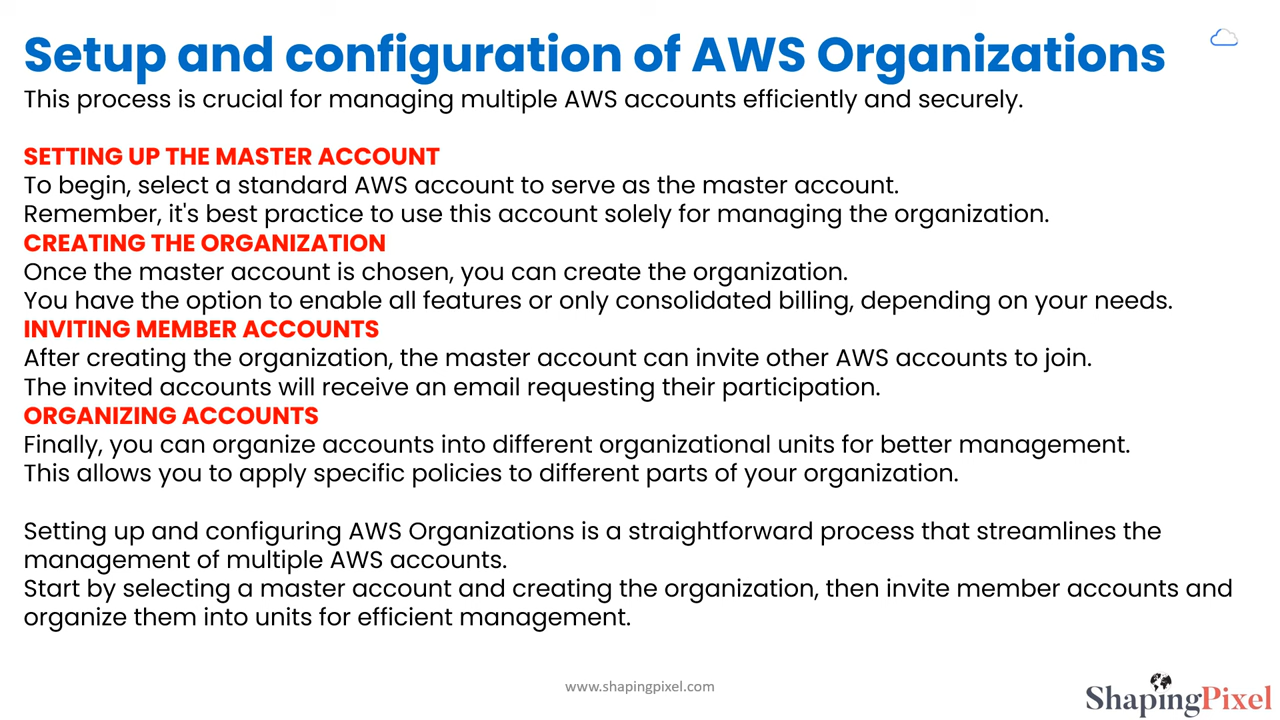 Setup and configuration of AWS Organizations
This process is crucial for managing multiple AWS accounts efficiently and securely.
SETTING UP THE MASTER ACCOUNT
To begin, select a standard AWS account to serve as the master account.
Remember, it's best practice to use this account solely for managing the organization.
CREATING THE ORGANIZATION
Once the master account is chosen, you can create the organization.
You have the option to enable all features or only consolidated billing, depending on your needs.
INVITING MEMBER ACCOUNTS
After creating the organization, the master account can invite other AWS accounts to join.
The invited accounts will receive an email requesting their participation.
ORGANIZING ACCOUNTS
Finally, you can organize accounts into different organizational units for better management.
This allows you to apply specific policies to different parts of your organization.
Setting up and configuring AWS Organizations is a straightforward process that streamlines the
management of multiple AWS accounts.
Start by selecting a master account and creating the organization, then invite member accounts and
organize them into units for efficient management.
www.shapingpixel.com
ShapingPixel